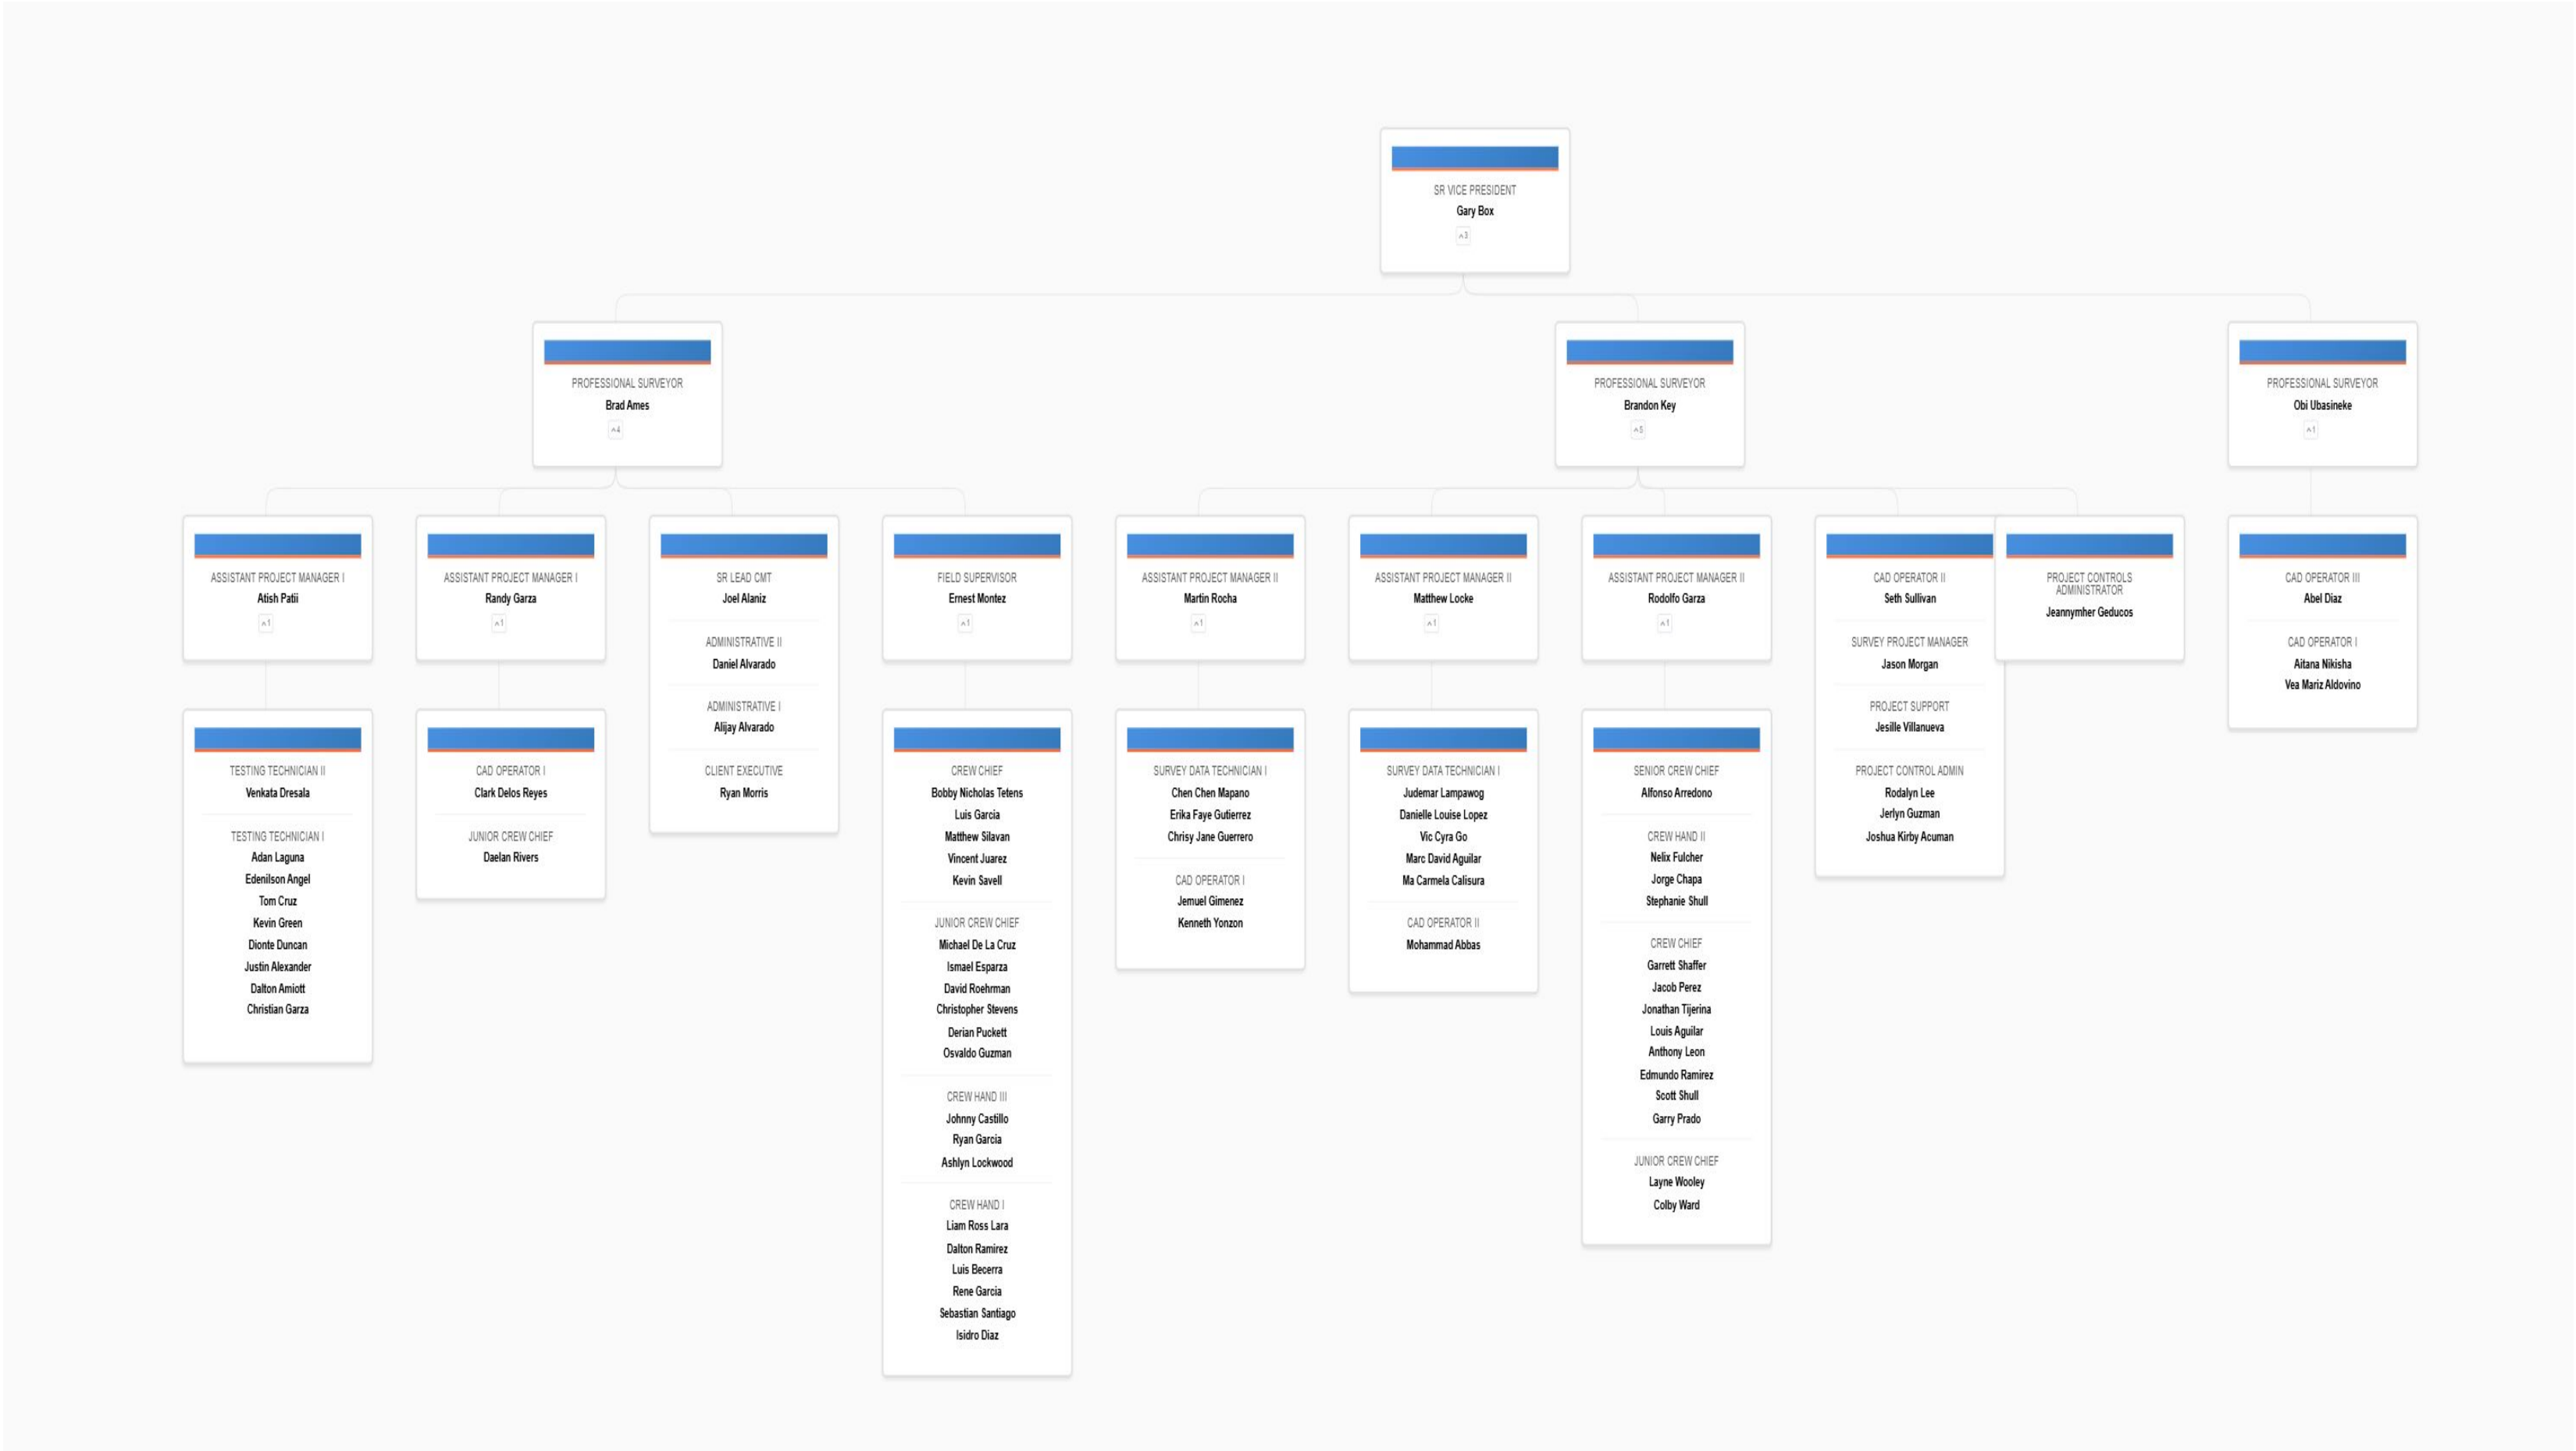 SR VICE PRESIDENT
Gary Box
^3
PROFESSIONAL SURVEYOR
Brad Ames
^4
PROFESSIONAL SURVEYOR
Brandon Key
^5
PROFESSIONAL SURVEYOR
Obi Ubasineke
^1
ASSISTANT PROJECT MANAGER I
Atish Patii
^1
ASSISTANT PROJECT MANAGER I
Randy Garza
^1
SR LEAD CMT
Joel Alaniz
ADMINISTRATIVE II
Daniel Alvarado
ADMINISTRATIVE I
Alijay Alvarado
CLIENT EXECUTIVE
Ryan Morris
FIELD SUPERVISOR
Ernest Montez
^1
ASSISTANT PROJECT MANAGER II
Martin Rocha
^1
ASSISTANT PROJECT MANAGER II
Matthew Locke
^1
ASSISTANT PROJECT MANAGER II
Rodolfo Garza
^1
CAD OPERATOR II
Seth Sullivan
SURVEY PROJECT MANAGER
Jason Morgan
PROJECT SUPPORT
Jesille Villanueva
PROJECT CONTROL ADMIN
Rodalyn Lee
Jerlyn Guzman
Joshua Kirby Acuman
PROJECT CONTROLS
ADMINISTRATOR
Jeannymher Geducos
CAD OPERATOR III
Abel Diaz
CAD OPERATOR I
Aitana Nikisha
Vea Mariz Aldovino
TESTING TECHNICIAN II
Venkata Dresala
TESTING TECHNICIAN I
Adan Laguna
Edenilson Angel
Tom Cruz
Kevin Green
Dionte Duncan
Justin Alexander
Dalton Amiott
Christian Garza
CAD OPERATOR I
Clark Delos Reyes
JUNIOR CREW CHIEF
Daelan Rivers
CREW CHIEF
Bobby Nicholas Tetens
Luis Garcia
Matthew Silavan
Vincent Juarez
Kevin Savell
JUNIOR CREW CHIEF
Michael De La Cruz
Ismael Esparza
David Roehrman
Christopher Stevens
Derian Puckett
Osvaldo Guzman
CREW HAND III
Johnny Castillo
Ryan Garcia
Ashlyn Lockwood
CREW HAND I
Liam Ross Lara
Dalton Ramirez
Luis Becerra
Rene Garcia
Sebastian Santiago
Isidro Diaz
SURVEY DATA TECHNICIAN I
Chen Chen Mapano
Erika Faye Gutierrez
Chrisy Jane Guerrero
CAD OPERATOR I
Jemuel Gimenez
Kenneth Yonzon
SURVEY DATA TECHNICIAN I
Judemar Lampawog
Danielle Louise Lopez
Vic Cyra Go
Marc David Aguilar
Ma Carmela Calisura
CAD OPERATOR II
Mohammad Abbas
SENIOR CREW CHIEF
Alfonso Arredono
CREW HAND II
Nelix Fulcher
Jorge Chapa
Stephanie Shull
CREW CHIEF
Garrett Shaffer
Jacob Perez
Jonathan Tijerina
Louis Aguilar
Anthony Leon
Edmundo Ramirez
Scott Shull
Garry Prado
JUNIOR CREW CHIEF
Layne Wooley
Colby Ward